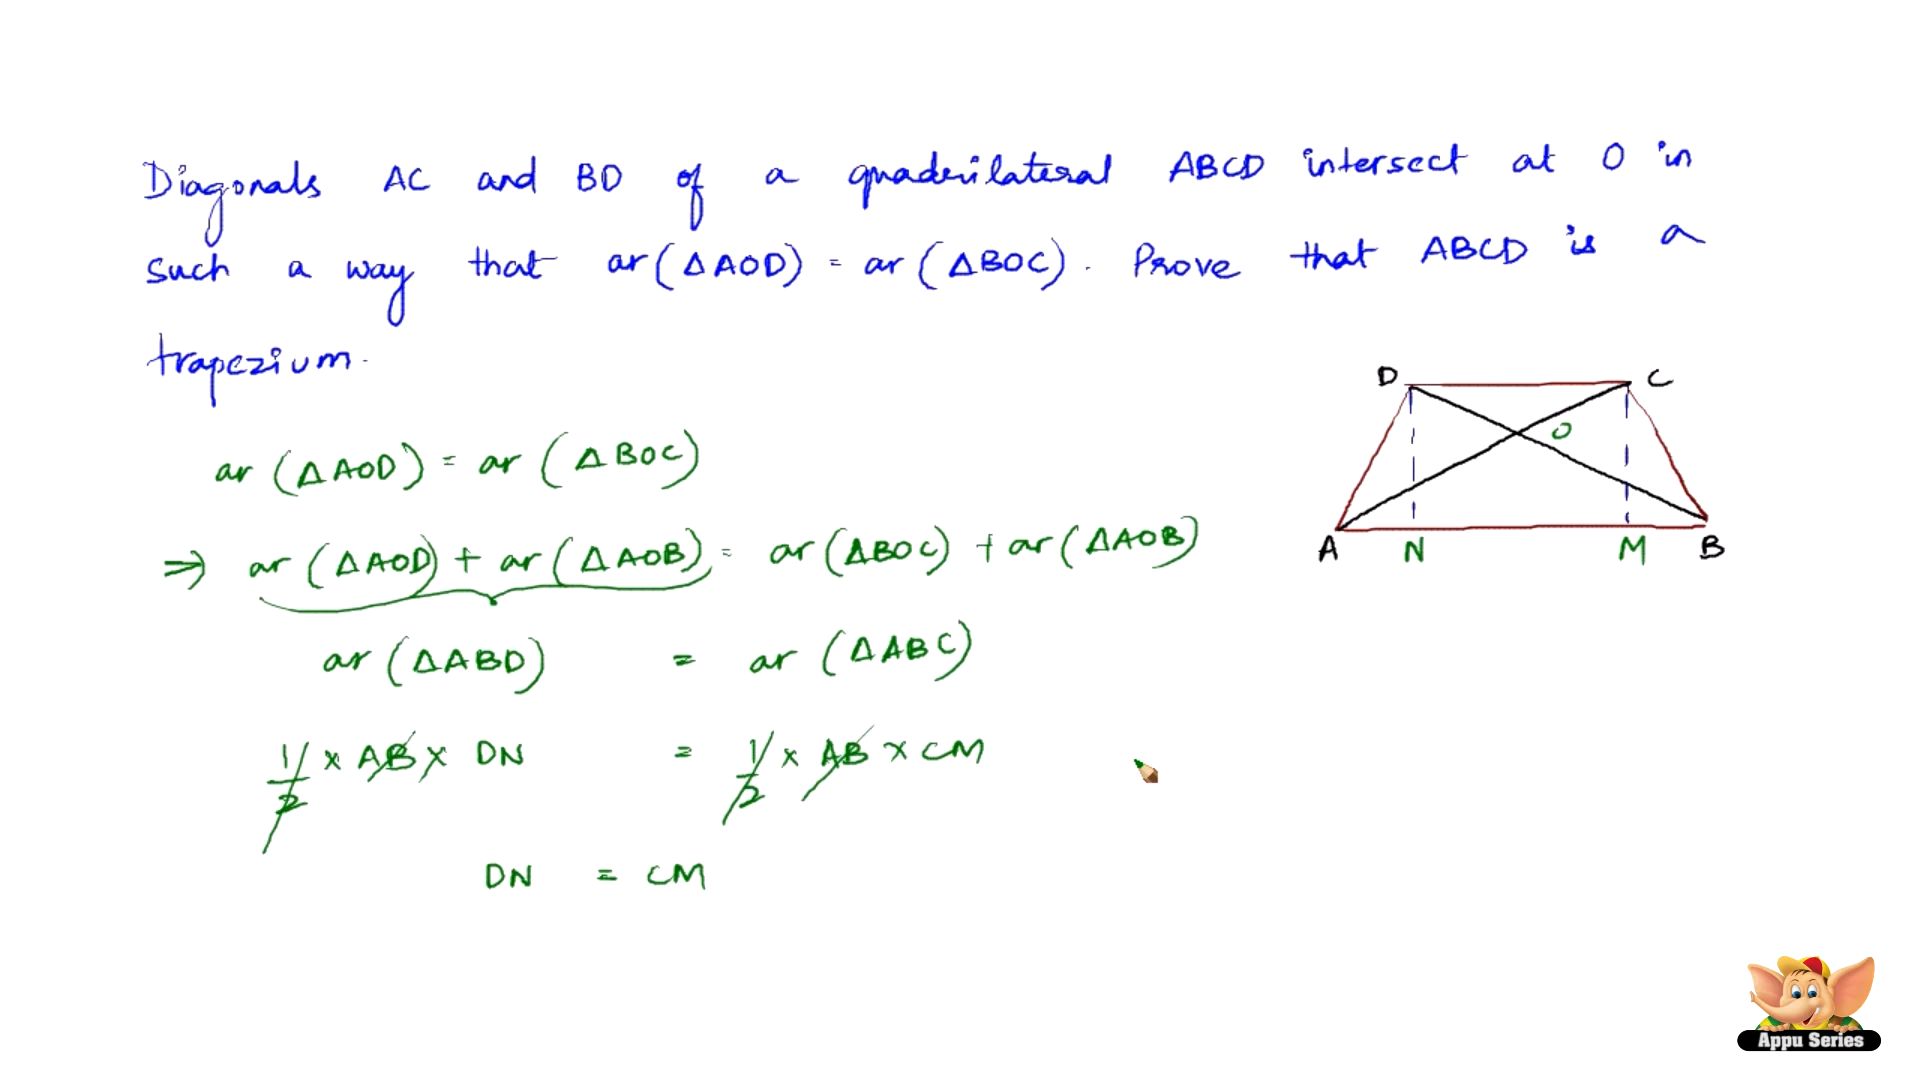 Diagonals AC and BD of a quaderilateral ABCD intersect at O in
such a way that ar(ΔAOD) = ar(ΔBOC). Prove that ABCD is a
trapezium.
D C
O
A N M B
ar (ΔAOD) = ar (ΔBOC)
⇒ ar (ΔAOD) + ar (ΔAOB) = ar (ΔBOC) + ar (ΔAOB)
ar (ΔABD) = ar (ΔABC)
1/2 × AB × DN = 1/2 × AB × CM
DN = CM
Appu Series